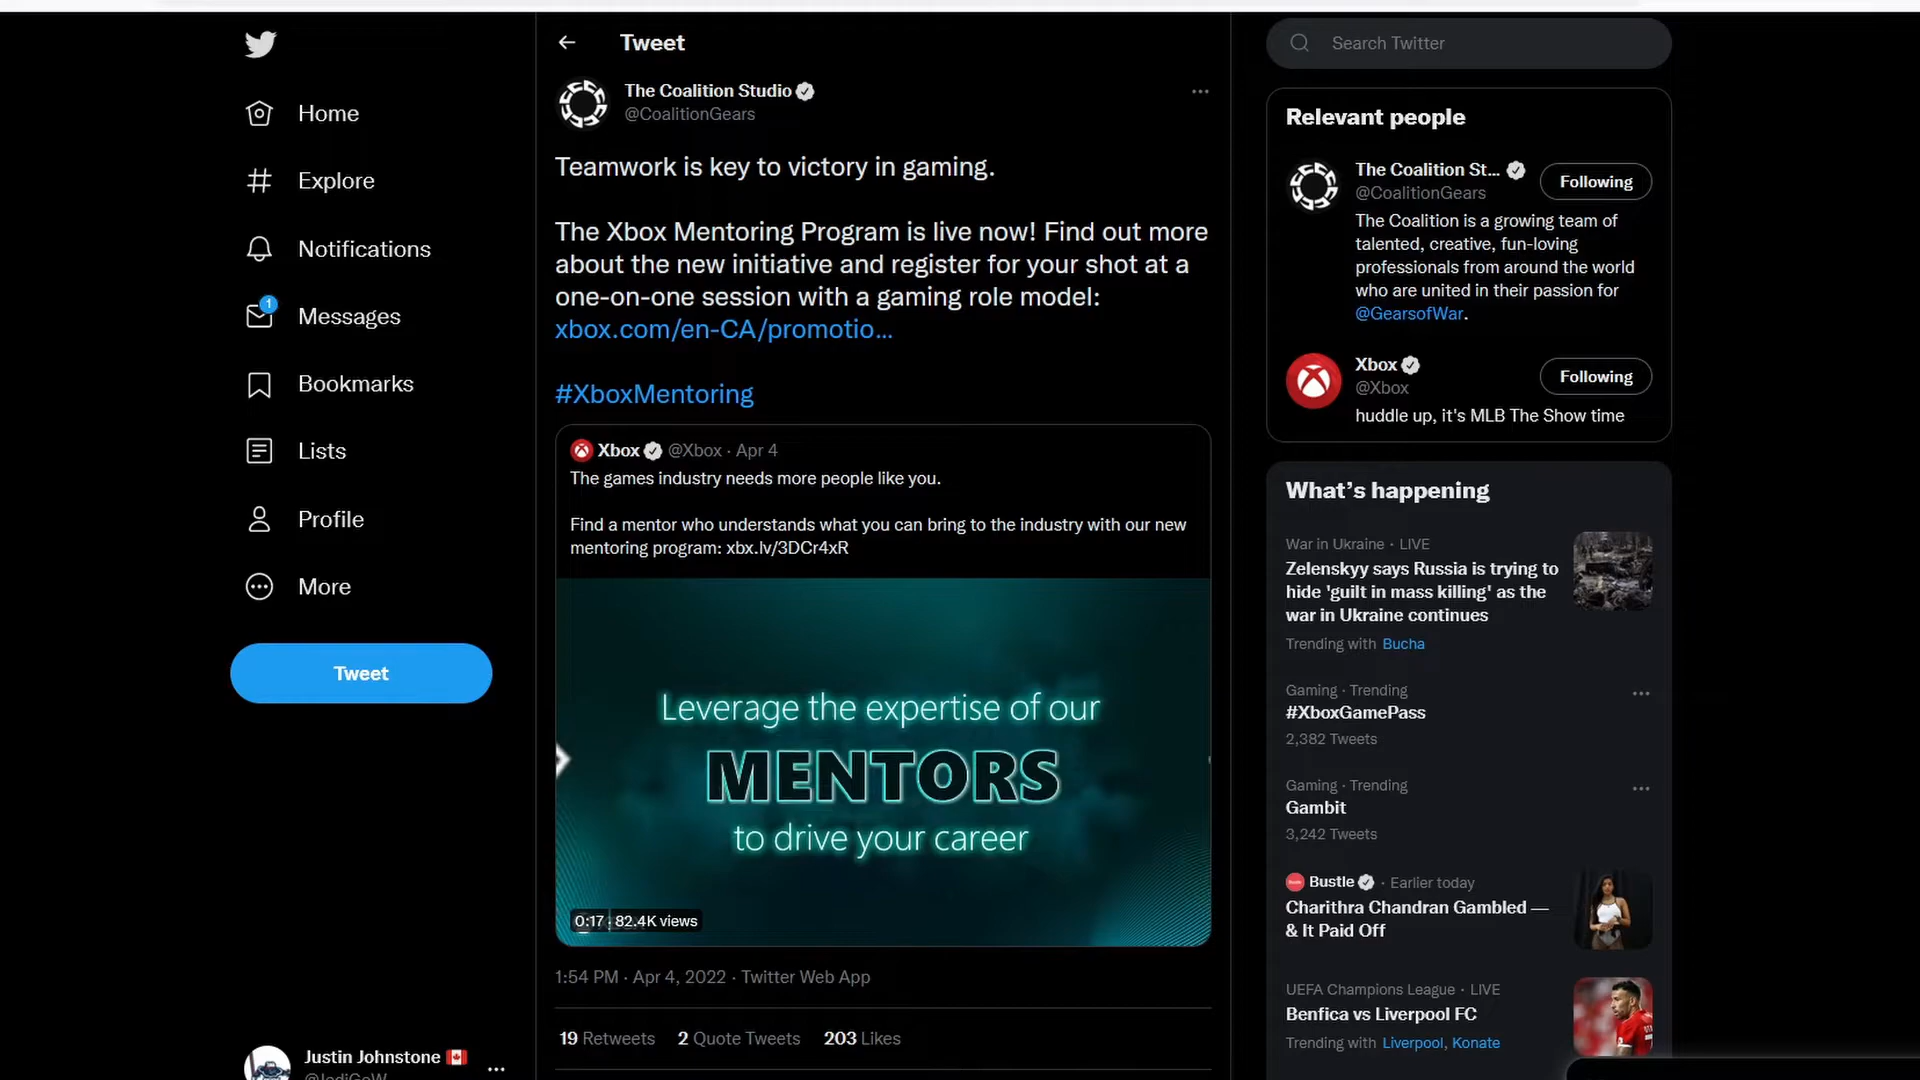 Home
Explore
Notifications
1
Messages
Bookmarks
Lists
Profile
More
Tweet
Justin Johnstone
Tweet
The Coalition Studio
@CoalitionGears
Teamwork is key to victory in gaming.
The Xbox Mentoring Program is live now! Find out more
about the new initiative and register for your shot at a
one-on-one session with a gaming role model:
xbox.com/en-CA/promotio...
#XboxMentoring
Xbox @Xbox · Apr 4
The games industry needs more people like you.
Find a mentor who understands what you can bring to the industry with our new
mentoring program: xbx.lv/3DCr4xR
Leverage the expertise of our
MENTORS
to drive your career
0:17 82.4K views
1:54 PM · Apr 4, 2022 · Twitter Web App
19 Retweets 2 Quote Tweets 203 Likes
Search Twitter
Relevant people
The Coalition St...
Following
@CoalitionGears
The Coalition is a growing team of
talented, creative, fun-loving
professionals from around the world
who are united in their passion for
@GearsofWar.
Xbox
Following
@Xbox
huddle up, it's MLB The Show time
What's happening
War in Ukraine · LIVE
Zelenskyy says Russia is trying to
hide 'guilt in mass killing' as the
war in Ukraine continues
Trending with Bucha
Gaming · Trending
#XboxGamePass
2,382 Tweets
Gaming · Trending
Gambit
3,242 Tweets
Bustle · Earlier today
Charithra Chandran Gambled —
& It Paid Off
UEFA Champions League · LIVE
Benfica vs Liverpool FC
Trending with Liverpool, Konate